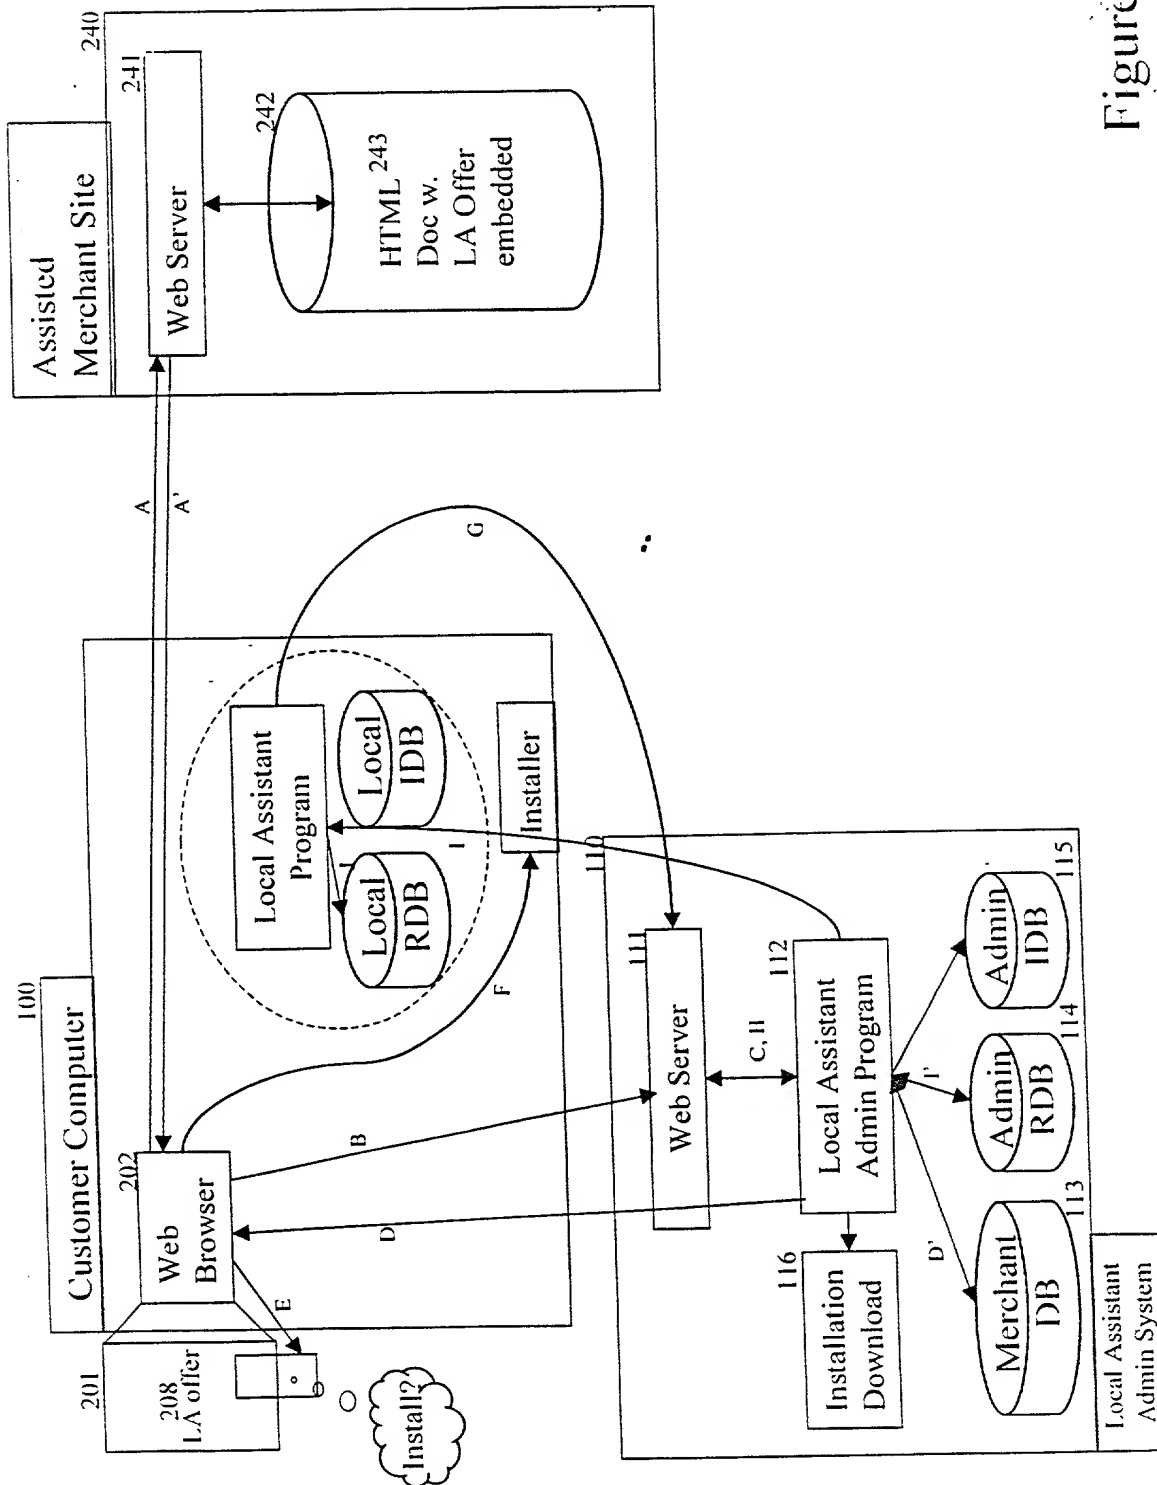 Customer Computer
100
201
208
LA offer
202
Web
Browser
E
Install?
D
B
F
Local Assistant
Program
Local
RDB
Local
IDB
J
I
Installer
A
A'
G
Assisted
Merchant Site
240
241
Web Server
242
HTML 243
Doc w.
LA Offer
embedded
110
111
Web Server
C, H
112
Local Assistant
Admin Program
116
Installation
Download
D'
I'
Merchant
DB
113
Admin
RDB
114
Admin
IDB
115
Local Assistant
Admin System
Figure